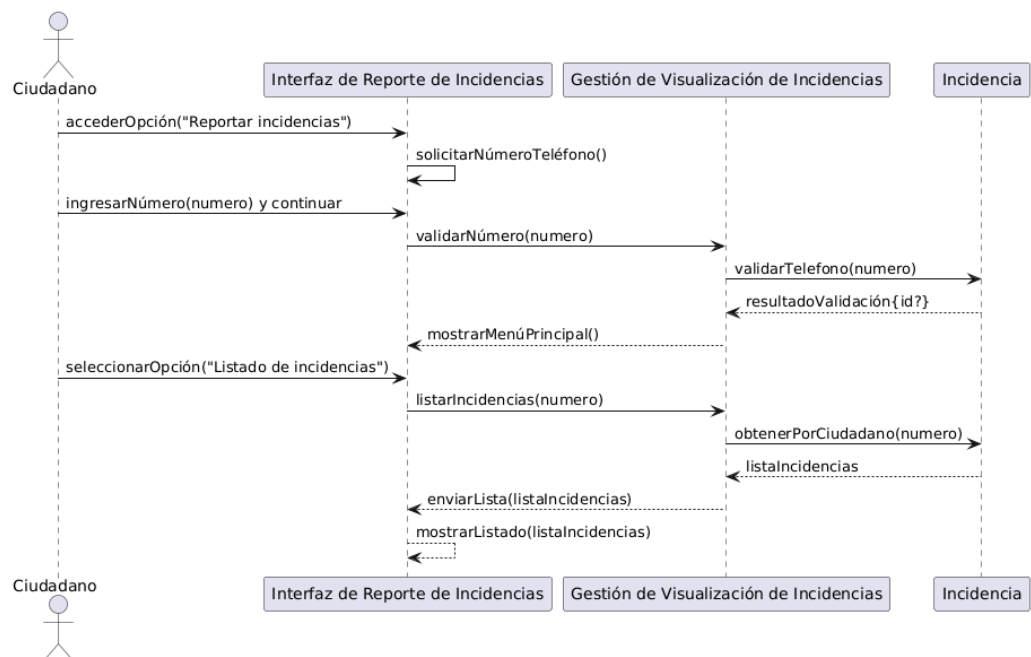 Ciudadano
Interfaz de Reporte de Incidencias
Gestión de Visualización de Incidencias
Incidencia
accederOpción("Reportar incidencias")
solicitarNúmeroTeléfono()
ingresarNúmero(numero) y continuar
validarNúmero(numero)
validarTelefono(numero)
resultadoValidación{id?}
mostrarMenúPrincipal()
seleccionarOpción("Listado de incidencias")
listarIncidencias(numero)
obtenerPorCiudadano(numero)
listaIncidencias
enviarLista(listaIncidencias)
mostrarListado(listaIncidencias)
Ciudadano
Interfaz de Reporte de Incidencias
Gestión de Visualización de Incidencias
Incidencia